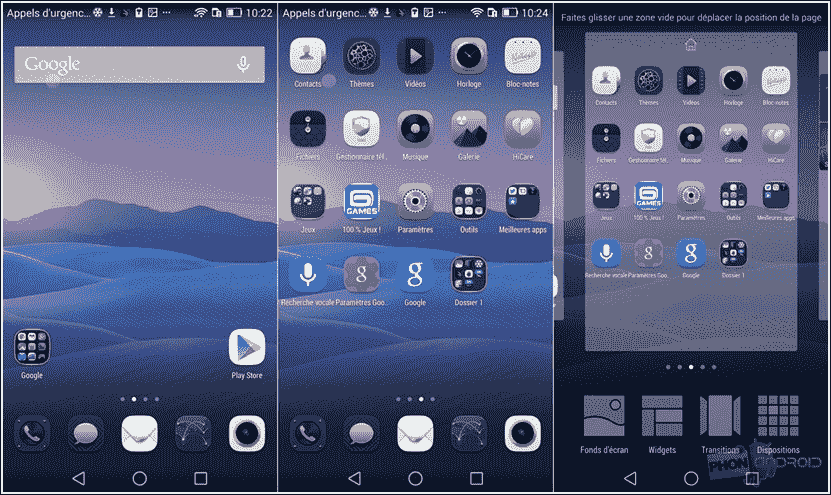 Appels d'urgenc... 10:22
Google
Google
Play Store
Appels d'urgenc... 10:24
Contacts Thèmes Vidéos Horloge Bloc-notes
Fichiers Gestionnaire tél... Musique Galerie HiCare
GAMES
Jeux 100 % Jeux ! Paramètres Outils Meilleures apps
g
Recherche vocale Paramètres Goo... Google Dossier 1
Faites glisser une zone vide pour déplacer la position de la page
Contacts Thèmes Vidéos Horloge Bloc-notes
Fichiers Gestionnaire tél... Musique Galerie HiCare
GAMES
Jeux 100 % Jeux ! Paramètres Outils Meilleures apps
g
Recherche vocale Paramètres Goo... Google Dossier 1
Fonds d'écran Widgets Transitions Dispositions
PHONANDROID